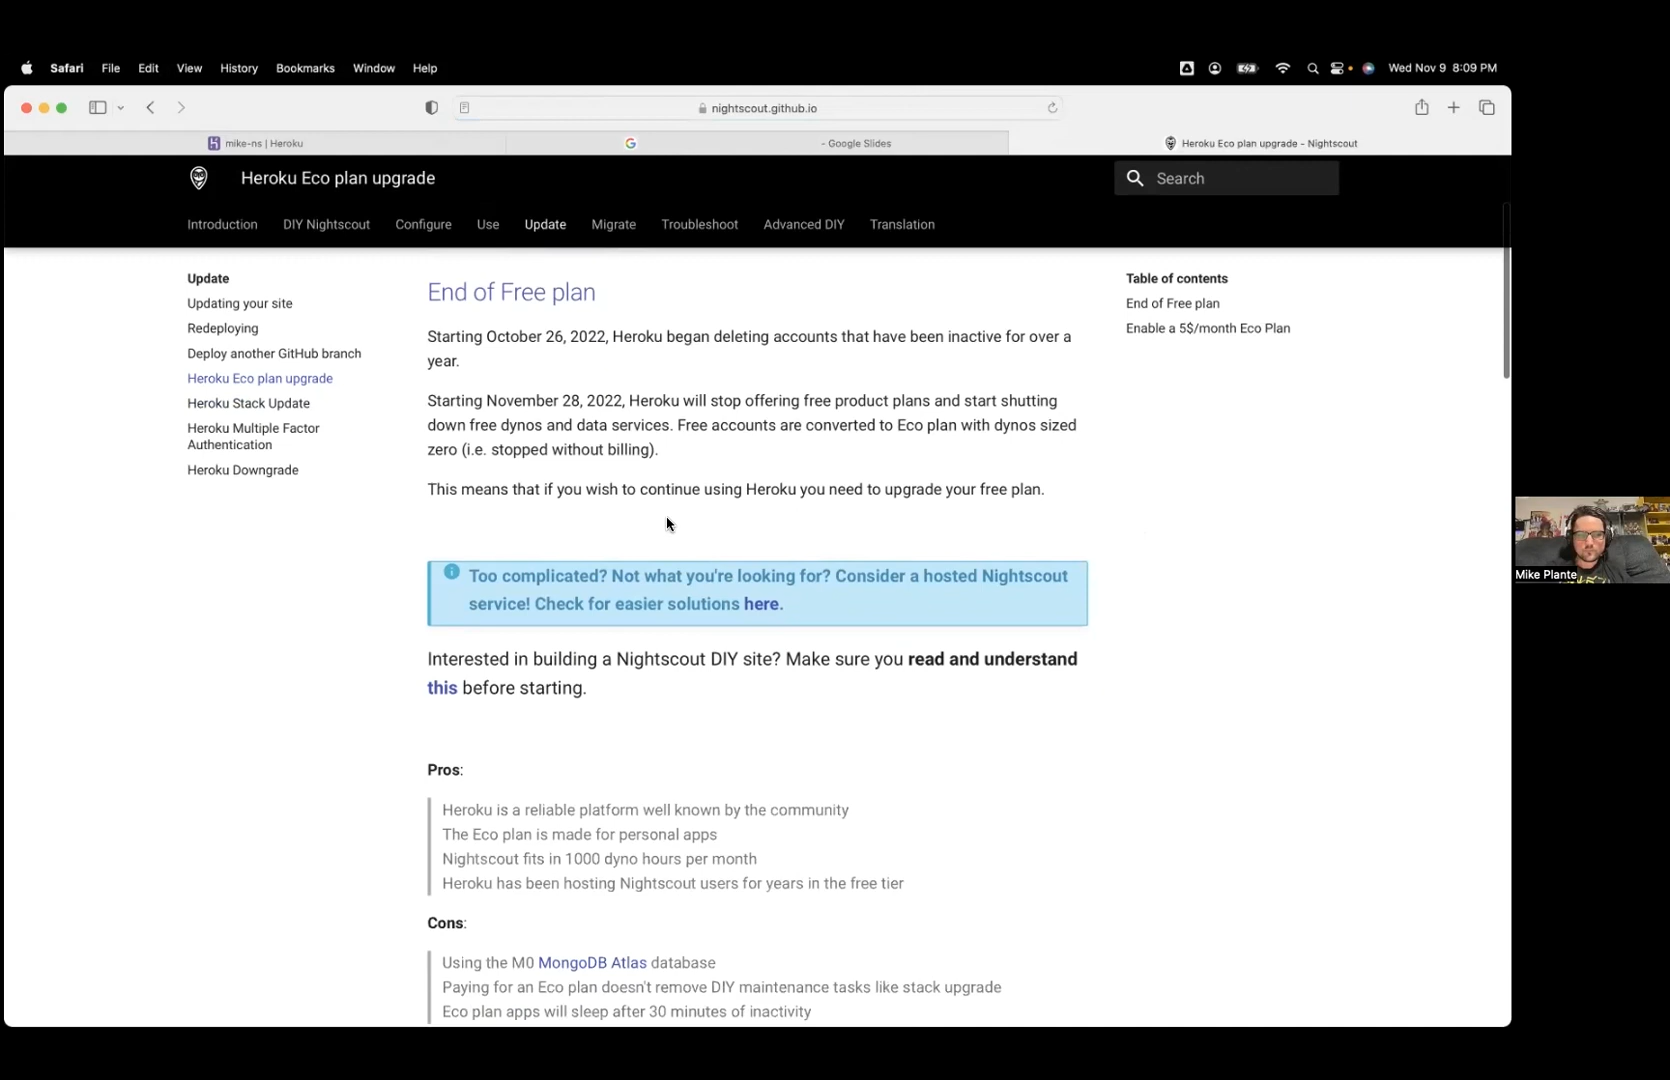 Safari File Edit View History Bookmarks Window Help
Wed Nov 9 8:09 PM
nightscout.github.io
mike-ns | Heroku
- Google Slides
Heroku Eco plan upgrade - Nightscout
Heroku Eco plan upgrade
Search
Introduction DIY Nightscout Configure Use Update Migrate Troubleshoot Advanced DIY Translation
Update
Updating your site
Redeploying
Deploy another GitHub branch
Heroku Eco plan upgrade
Heroku Stack Update
Heroku Multiple Factor
Authentication
Heroku Downgrade
End of Free plan
Starting October 26, 2022, Heroku began deleting accounts that have been inactive for over a
year.
Starting November 28, 2022, Heroku will stop offering free product plans and start shutting
down free dynos and data services. Free accounts are converted to Eco plan with dynos sized
zero (i.e. stopped without billing).
This means that if you wish to continue using Heroku you need to upgrade your free plan.
Too complicated? Not what you're looking for? Consider a hosted Nightscout
service! Check for easier solutions here.
Interested in building a Nightscout DIY site? Make sure you read and understand
this before starting.
Pros:
Heroku is a reliable platform well known by the community
The Eco plan is made for personal apps
Nightscout fits in 1000 dyno hours per month
Heroku has been hosting Nightscout users for years in the free tier
Cons:
Using the M0 MongoDB Atlas database
Paying for an Eco plan doesn't remove DIY maintenance tasks like stack upgrade
Eco plan apps will sleep after 30 minutes of inactivity
Table of contents
End of Free plan
Enable a 5$/month Eco Plan
Mike Plante